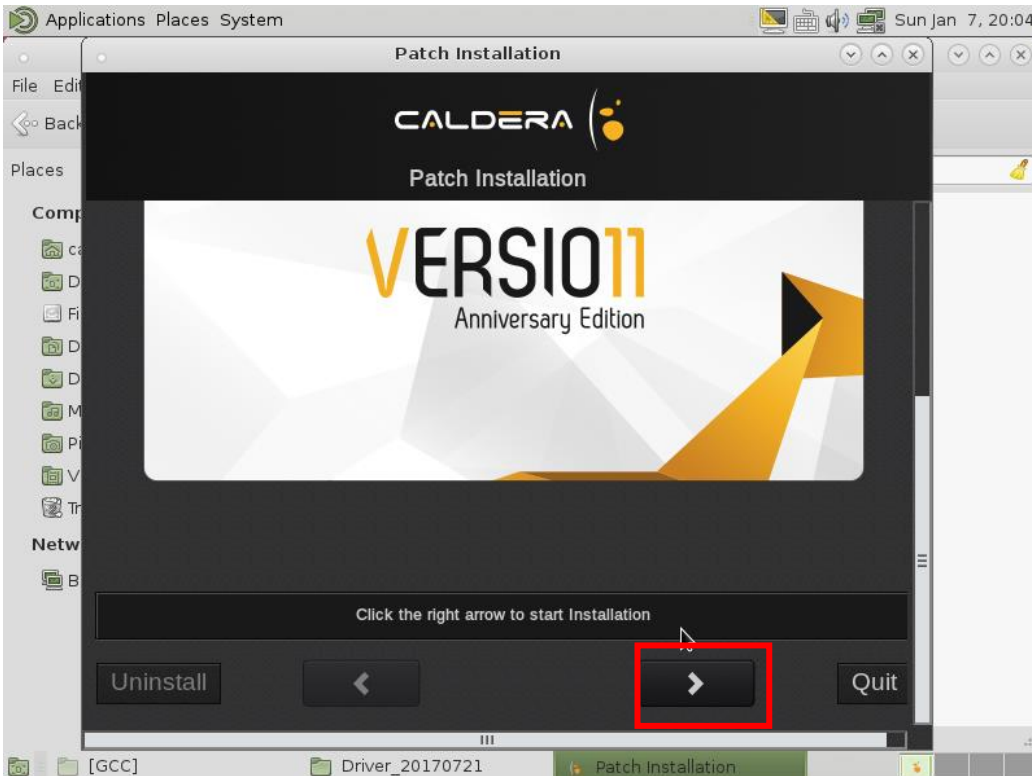 Applications Places System
Sun Jan 7, 20:04
Patch Installation
File Edit
Back
CALDERA
Places
Patch Installation
VERSIO11
Anniversary Edition
Click the right arrow to start Installation
Uninstall
Quit
[GCC]
Driver_20170721
Patch Installation